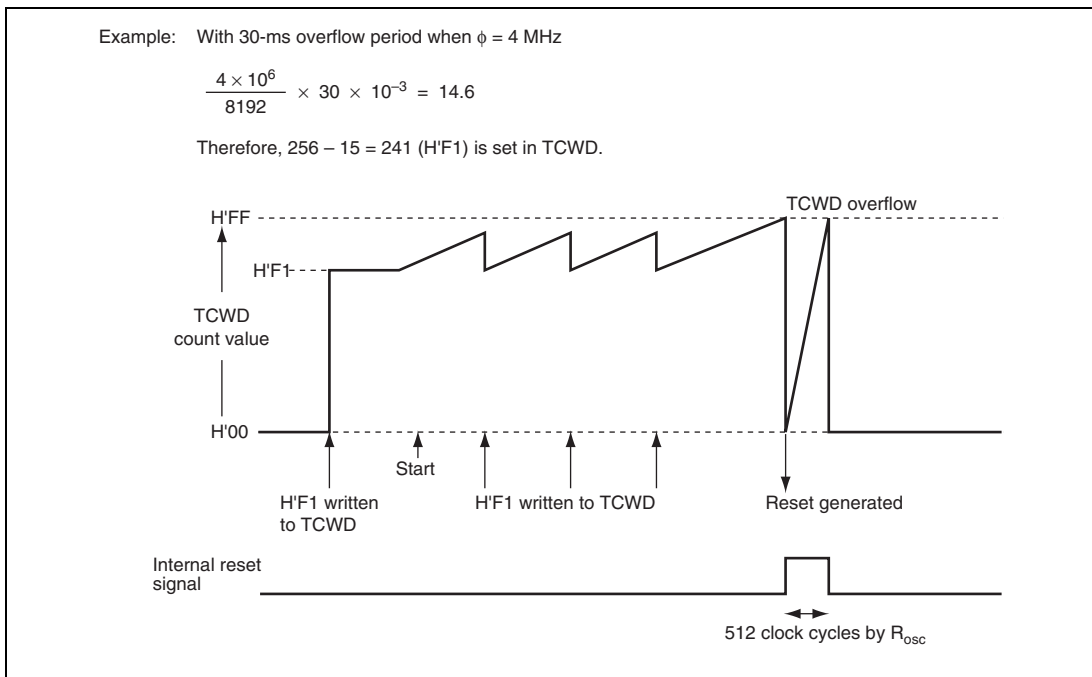 Example: With 30-ms overflow period when ϕ = 4 MHz
4 × 10⁶
8192
× 30 × 10⁻³ = 14.6
Therefore, 256 – 15 = 241 (H'F1) is set in TCWD.
TCWD overflow
H'FF
H'F1
TCWD
count value
H'00
Start
H'F1 written
to TCWD
H'F1 written to TCWD
Reset generated
Internal reset
signal
512 clock cycles by Rosc